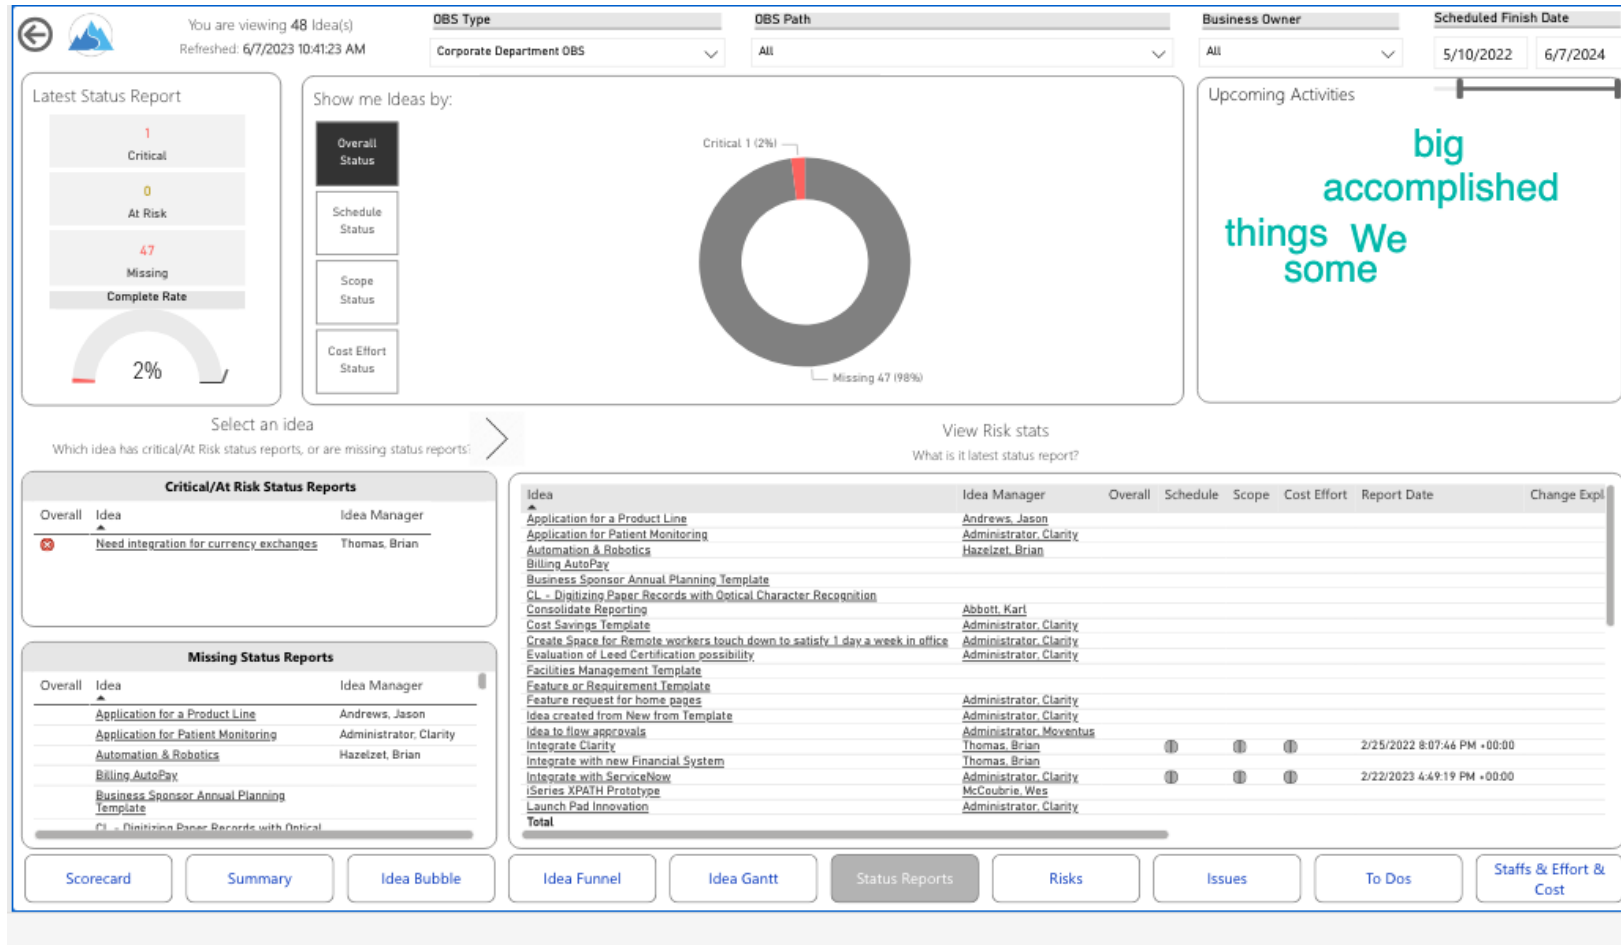 You are viewing 48 Idea(s)
Refreshed: 6/7/2023 10:41:23 AM
OBS Type
Corporate Department OBS
OBS Path
All
Business Owner
All
Scheduled Finish Date
5/10/2022 6/7/2024
Latest Status Report
1
Critical
0
At Risk
47
Missing
Complete Rate
2%
Show me Ideas by:
Overall
Status
Schedule
Status
Scope
Status
Cost Effort
Status
Critical 1 (2%)
Missing 47 (98%)
Upcoming Activities
big
accomplished
things We
some
Select an idea
Which idea has critical/At Risk status reports, or are missing status reports?
View Risk stats
What is it latest status report?
Critical/At Risk Status Reports
Overall Idea Idea Manager
Need integration for currency exchanges Thomas, Brian
Missing Status Reports
Overall Idea Idea Manager
Application for a Product Line Andrews, Jason
Application for Patient Monitoring Administrator, Clarity
Automation & Robotics Hazelzet, Brian
Billing AutoPay
Business Sponsor Annual Planning
Template
CL - Digitizing Paper Records with Optical
Idea Idea Manager Overall Schedule Scope Cost Effort Report Date Change Expl
Application for a Product Line Andrews, Jason
Application for Patient Monitoring Administrator, Clarity
Automation & Robotics Hazelzet, Brian
Billing AutoPay
Business Sponsor Annual Planning Template
CL - Digitizing Paper Records with Optical Character Recognition
Consolidate Reporting Abbott, Karl
Cost Savings Template Administrator, Clarity
Create Space for Remote workers touch down to satisfy 1 day a week in office Administrator, Clarity
Evaluation of Leed Certification possibility Administrator, Clarity
Facilities Management Template
Feature or Requirement Template
Feature request for home pages Administrator, Clarity
Idea created from New from Template Administrator, Clarity
Idea to flow approvals Administrator, Moventus
Integrate Clarity Thomas, Brian 2/25/2022 8:07:46 PM +00:00
Integrate with new Financial System Thomas, Brian
Integrate with ServiceNow Administrator, Clarity 2/22/2023 4:49:19 PM +00:00
iSeries XPATH Prototype McCoubrie, Wes
Launch Pad Innovation Administrator, Clarity
Total
Scorecard
Summary
Idea Bubble
Idea Funnel
Idea Gantt
Status Reports
Risks
Issues
To Dos
Staffs & Effort &
Cost